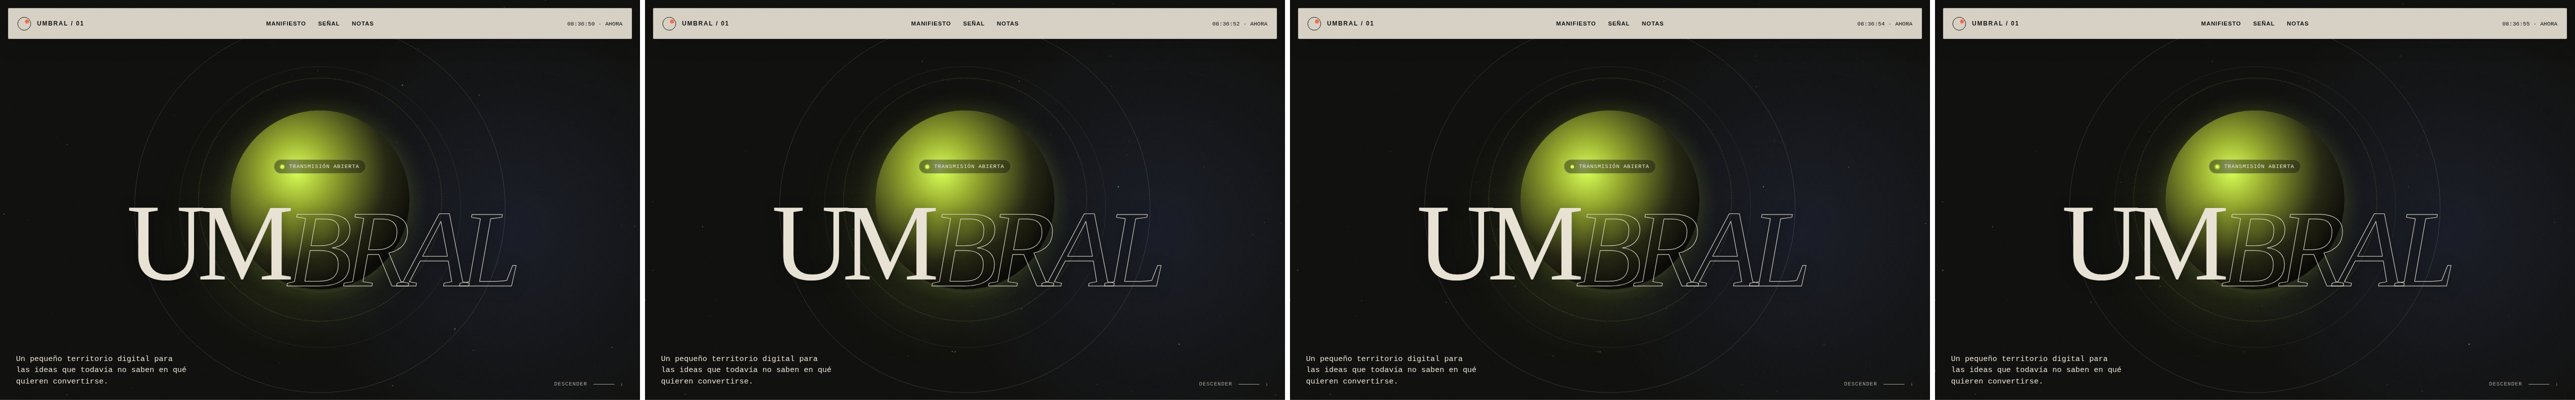 UMBRAL / 01
MANIFIESTO SEÑAL NOTAS
08:36:50 - AHORA
TRANSMISIÓN ABIERTA
UMBRAL
Un pequeño territorio digital para
las ideas que todavía no saben en qué
quieren convertirse.
DESCENDER
UMBRAL / 01
MANIFIESTO SEÑAL NOTAS
08:36:52 - AHORA
TRANSMISIÓN ABIERTA
UMBRAL
Un pequeño territorio digital para
las ideas que todavía no saben en qué
quieren convertirse.
DESCENDER
UMBRAL / 01
MANIFIESTO SEÑAL NOTAS
08:36:54 - AHORA
TRANSMISIÓN ABIERTA
UMBRAL
Un pequeño territorio digital para
las ideas que todavía no saben en qué
quieren convertirse.
DESCENDER
UMBRAL / 01
MANIFIESTO SEÑAL NOTAS
08:36:55 - AHORA
TRANSMISIÓN ABIERTA
UMBRAL
Un pequeño territorio digital para
las ideas que todavía no saben en qué
quieren convertirse.
DESCENDER